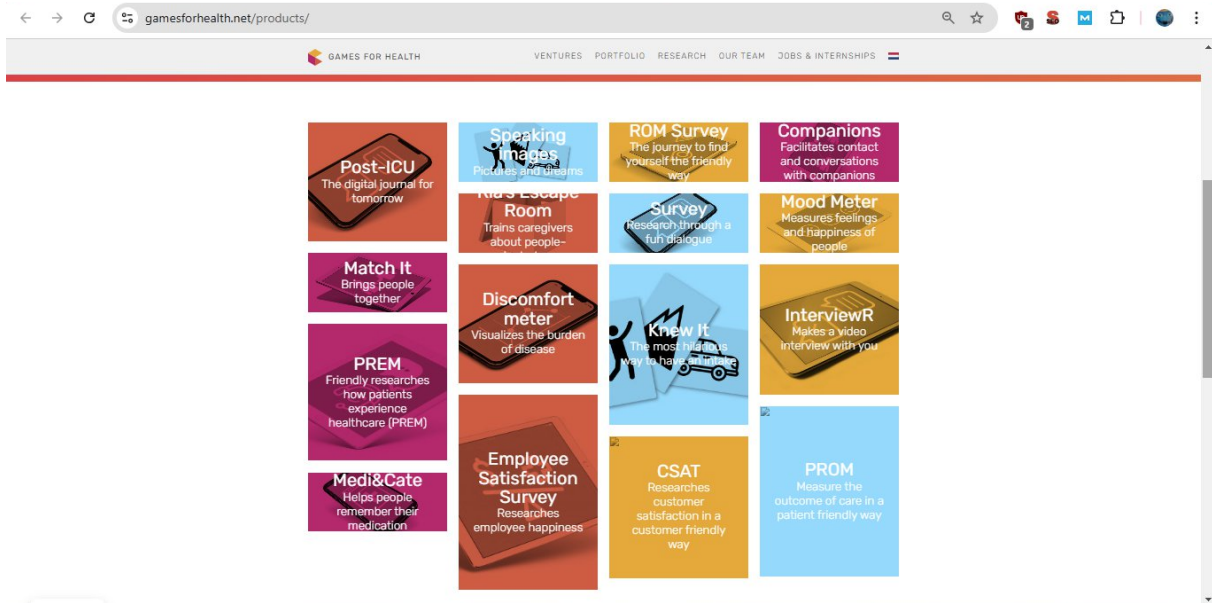 gamesforhealth.net/products/
2
GAMES FOR HEALTH
VENTURES PORTFOLIO RESEARCH OUR TEAM JOBS & INTERNSHIPS
Post-ICU
The digital journal for
tomorrow
Match It
Brings people
together
PREM
Friendly researches
how patients
experience
healthcare (PREM)
Medi&Cate
Helps people
remember their
medication
Speaking
Images
Pictures and dreams
Ria's Escape
Room
Trains caregivers
about people-
Discomfort
meter
Visualizes the burden
of disease
Employee
Satisfaction
Survey
Researches
employee happiness
ROM Survey
The journey to find
yourself the friendly
way
Survey
Research through a
fun dialogue
Knew It
The most hilarious
way to have an intake
CSAT
Researches
customer
satisfaction in a
customer friendly
way
Companions
Facilitates contact
and conversations
with companions
Mood Meter
Measures feelings
and happiness of
people
InterviewR
Makes a video
interview with you
PROM
Measure the
outcome of care in a
patient friendly way